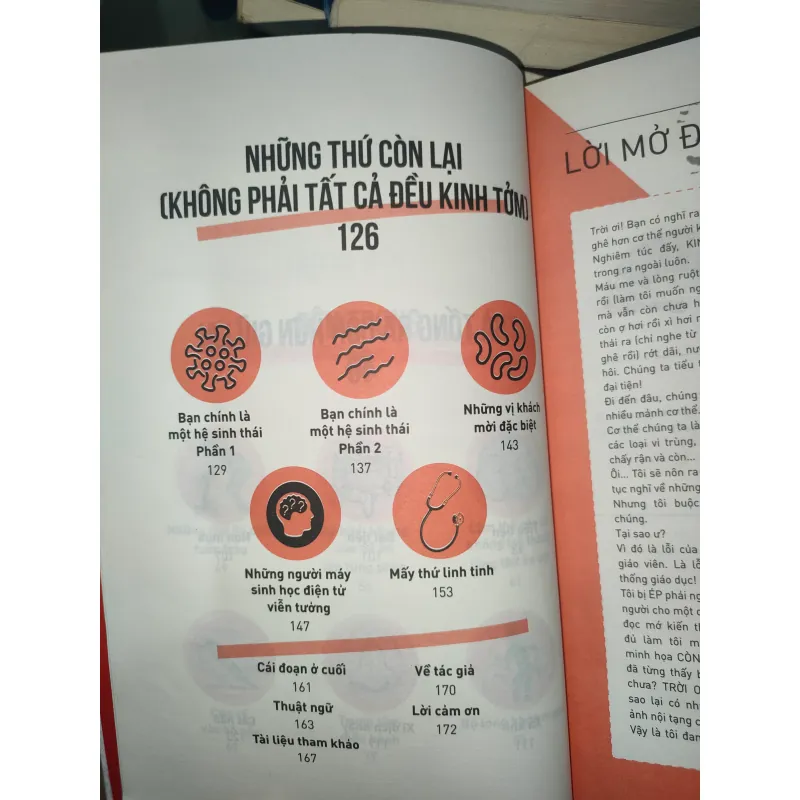 NHỮNG THỨ CÒN LẠI
(KHÔNG PHẢI TẤT CẢ ĐỀU KINH TỞM)
126
Bạn chính là
một hệ sinh thái
Phần 1
129
Bạn chính là
một hệ sinh thái
Phần 2
137
Những vị khách
mời đặc biệt
143
Những người máy
sinh học điện tử
viễn tưởng
147
Mấy thứ linh tinh
153
Cái đoạn ở cuối
161
Thuật ngữ
163
Tài liệu tham khảo
167
Về tác giả
170
Lời cảm ơn
172
LỜI MỞ
Trời ơi! Bạn có nghĩ ra
ghê hơn cơ thể người
Nghiêm túc đấy,
trong ra ngoài luôn.
Máu me và lòng ruột
rồi (làm tôi muốn
mà vẫn còn chưa
còn ợ hơi rồi xì hơi
thải ra (chỉ nghe từ
ghê rồi) rớt dãi,
hôi. Chúng ta tiểu
đại tiện!
Đi đến đâu, chúng
nhiều mảnh cơ thể.
Cơ thể chúng ta là
các loại vi trùng,
chấy rận và còn...
Ôi... Tôi sẽ nôn ra
tục nghĩ về những
Nhưng tôi buộc
chúng.
Tại sao ư?
Vì đó là lỗi của
giáo viên. Là lỗi
thống giáo dục!
Tôi bị ÉP phải
người cho một
đọc mớ kiến
đủ làm tôi
minh họa CÒN
đã từng thấy
chưa? TRỜI
sao lại có
ảnh nội tạng
Vậy là tôi